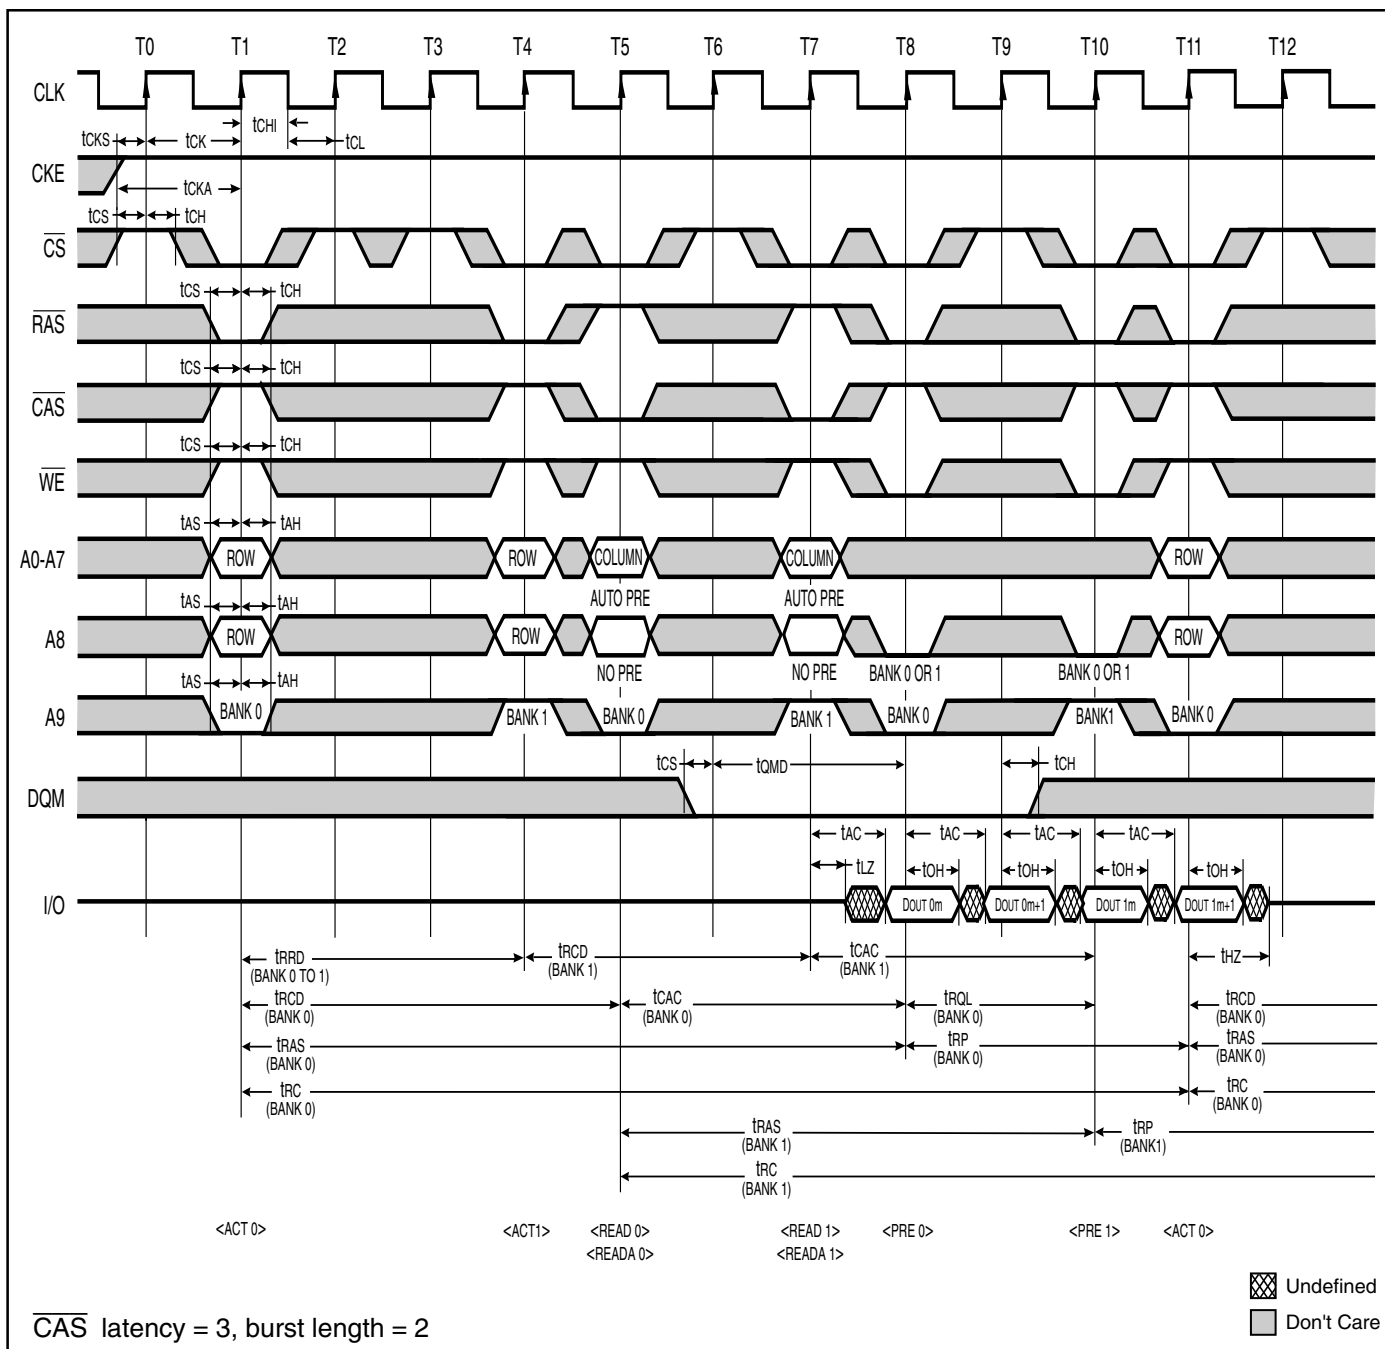 T0 T1 T2 T3 T4 T5 T6 T7 T8 T9 T10 T11 T12
CLK
tCHI
tCKS tCK tCL
CKE
tCKA
tCS tCH
CS
tCS tCH
RAS
tCS tCH
CAS
tCS tCH
WE
tAS tAH
A0-A7 ROW ROW COLUMN COLUMN ROW
AUTO PRE AUTO PRE
tAS tAH
A8 ROW ROW ROW
NO PRE NO PRE BANK 0 OR 1 BANK 0 OR 1
tAS tAH
A9 BANK 0 BANK 1 BANK 0 BANK 1 BANK 0 BANK1 BANK 0
tCS tQMD tCH
DQM
tAC tAC tAC tAC
tLZ tOH tOH tOH tOH
I/O DOUT 0m DOUT 0m+1 DOUT 1m DOUT 1m+1
tRRD tRCD tCAC tHZ
(BANK 0 TO 1) (BANK 1) (BANK 1)
tRCD tCAC tRQL tRCD
(BANK 0) (BANK 0) (BANK 0) (BANK 0)
tRAS tRP tRAS
(BANK 0) (BANK 0) (BANK 0)
tRC tRC
(BANK 0) (BANK 0)
tRAS tRP
(BANK 1) (BANK1)
tRC
(BANK 1)
<ACT 0> <ACT1> <READ 0> <READ 1> <PRE 0> <PRE 1> <ACT 0>
<READA 0> <READA 1>
Undefined
Don't Care
CAS latency = 3, burst length = 2